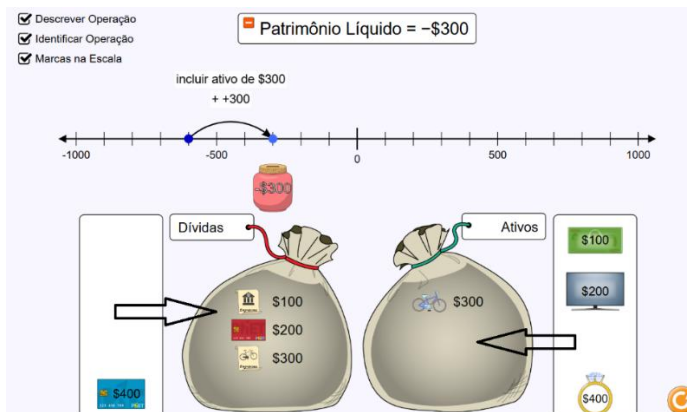 Descrever Operação
Identificar Operação
Marcas na Escala
Patrimônio Líquido = −$300
incluir ativo de $300
+ +300
-1000
-500
0
500
1000
-$300
Dívidas
Ativos
$100
$200
$300
$400
$300
$100
$200
$400